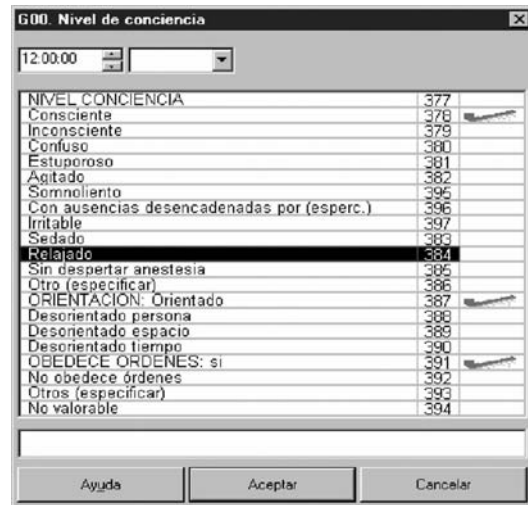 G00. Nivel de conciencia
12:00:00
NIVEL CONCIENCIA 377
Consciente 378
Inconsciente 379
Confuso 380
Estuporoso 381
Agitado 382
Somnoliento 395
Con ausencias desencadenadas por (esperc.) 396
Irritable 397
Sedado 383
Relajado 384
Sin despertar anestesia 385
Otro (especificar) 386
ORIENTACION: Orientado 387
Desorientado persona 388
Desorientado espacio 389
Desorientado tiempo 390
OBEDECE ORDENES: si 391
No obedece órdenes 392
Otros (especificar) 393
No valorable 394
Ayuda Aceptar Cancelar